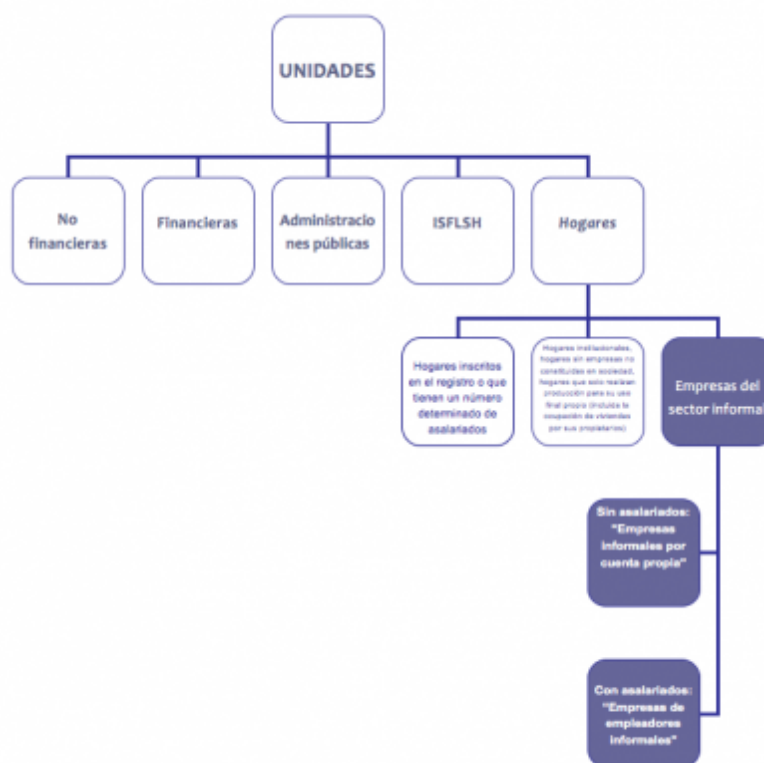 UNIDADES
No
financieras
Financieras
Administracio
nes públicas
ISFLSH
Hogares
Hogares inscritos
en el registro o que
tienen un número
determinado de
asalariados
Hogares institucionales,
hogares sin empresas no
constituidas en sociedad,
hogares que solo realizan
producción para su uso
final propio (incluida la
ocupación de viviendas
por sus propietarios)
Empresas del
sector informal
Sin asalariados:
"Empresas
informales por
cuenta propia"
Con asalariados:
"Empresas de
empleadores
informales"